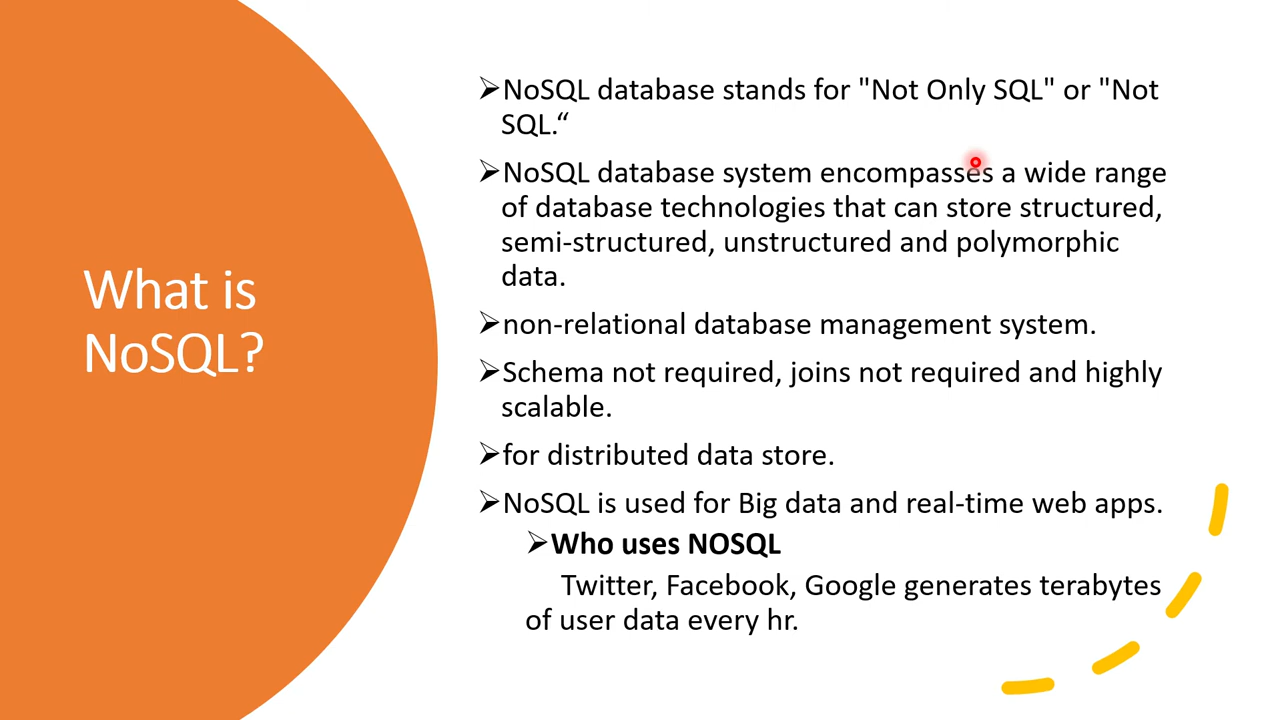 What is
NoSQL?
➢NoSQL database stands for "Not Only SQL" or "Not
SQL.“
➢NoSQL database system encompasses a wide range
of database technologies that can store structured,
semi-structured, unstructured and polymorphic
data.
➢non-relational database management system.
➢Schema not required, joins not required and highly
scalable.
➢for distributed data store.
➢NoSQL is used for Big data and real-time web apps.
➢Who uses NOSQL
Twitter, Facebook, Google generates terabytes
of user data every hr.